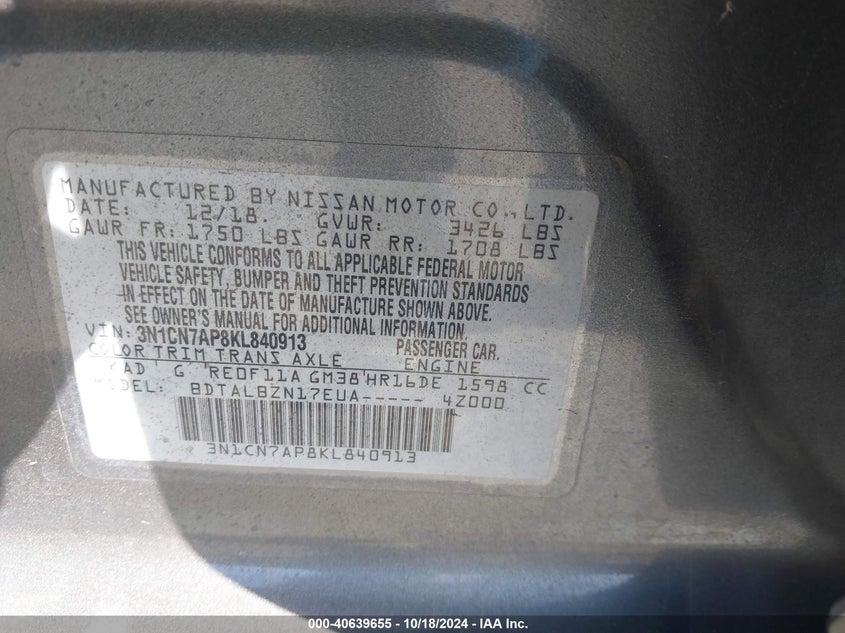 MANUFACTURED BY NISSAN MOTOR CO., LTD.
DATE: 12/18 GVWR: 3426 LBS
GAWR FR: 1750 LBS GAWR RR: 1708 LBS
THIS VEHICLE CONFORMS TO ALL APPLICABLE FEDERAL MOTOR
VEHICLE SAFETY, BUMPER AND THEFT PREVENTION STANDARDS
IN EFFECT ON THE DATE OF MANUFACTURE SHOWN ABOVE.
SEE OWNER'S MANUAL FOR ADDITIONAL INFORMATION.
VIN: 3N1CN7AP8KL840913 PASSENGER CAR.
COLOR TRIM TRANS AXLE ENGINE
KAD G RE0F11A GM38 HR16DE 1598 CC
MODEL: BDTALBZN17EUA----- 4Z000
3N1CN7AP8KL840913
000-40639655 - 10/18/2024 - IAA Inc.